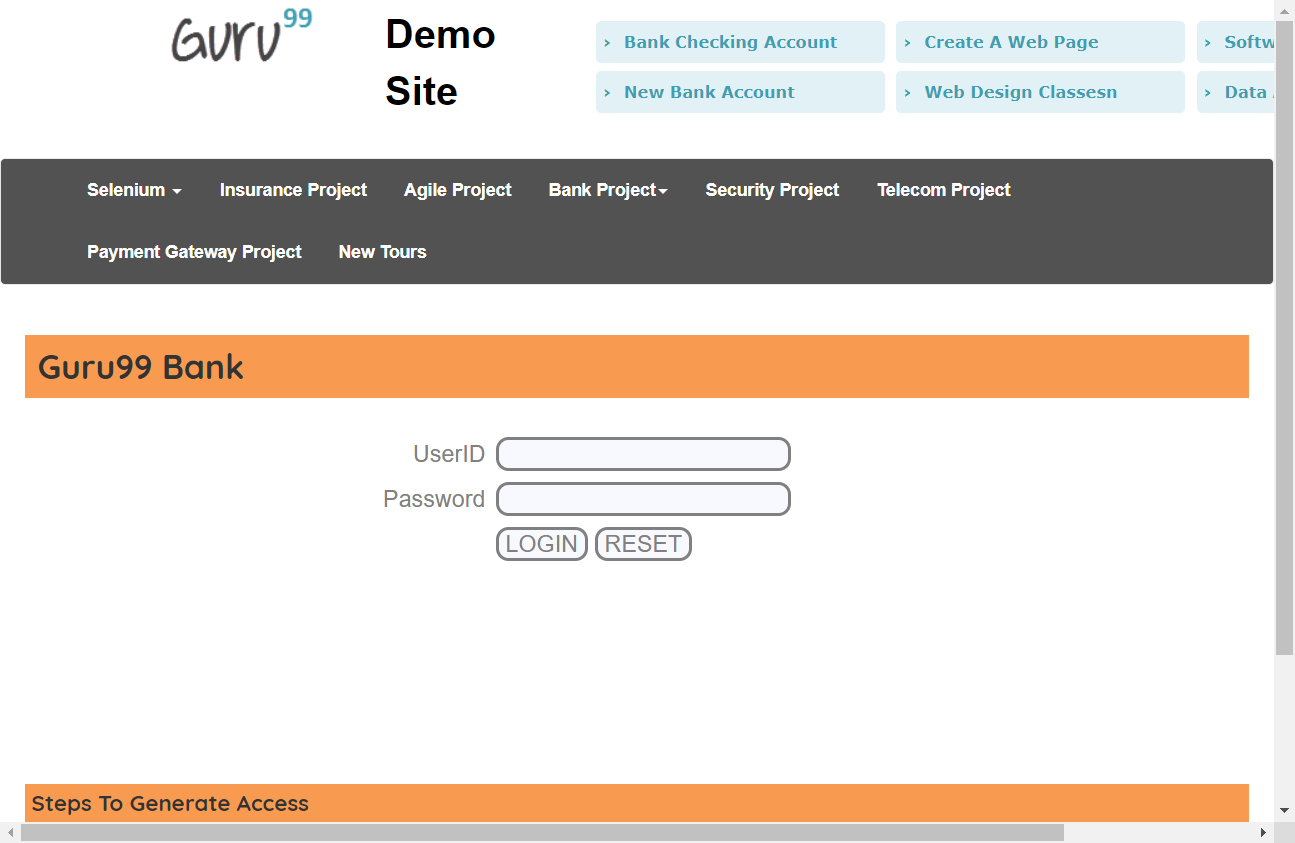 Guru99
Demo
Site
› Bank Checking Account
› Create A Web Page
› Softw
› New Bank Account
› Web Design Classesn
› Data
Selenium
Insurance Project
Agile Project
Bank Project
Security Project
Telecom Project
Payment Gateway Project
New Tours
Guru99 Bank
UserID
Password
LOGIN
RESET
Steps To Generate Access